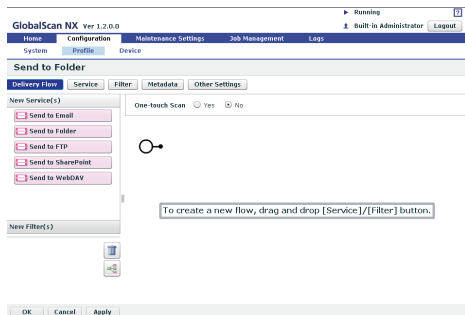 Running
?
GlobalScan NX Ver 1.2.0.0
Built-in Administrator Logout
Home Configuration Maintenance Settings Job Management Logs
System Profile Device
Send to Folder
Delivery Flow Service Filter Metadata Other Settings
New Service(s)
One-touch Scan Yes No
Send to Email
Send to Folder
Send to FTP
Send to SharePoint
Send to WebDAV
To create a new flow, drag and drop [Service]/[Filter] button.
New Filter(s)
OK Cancel Apply